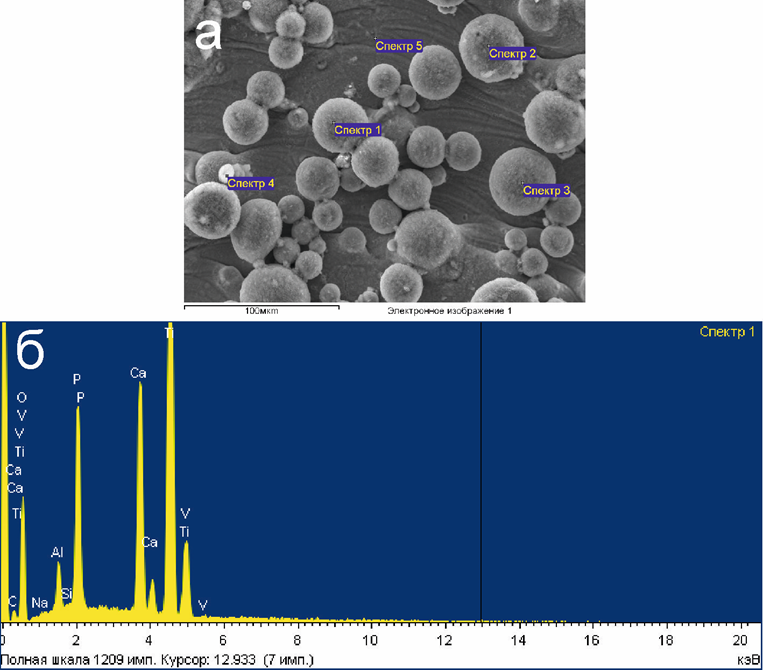 а
Спектр 5
Спектр 2
Спектр 1
Спектр 4
Спектр 3
100мкm
Электронное изображение 1
б
Спектр 1
Ti
P
P
Ca
O
V
V
Ti
Ca
Ca
Ti
V
Ti
Ca
Al
Si
C
Na
V
0 2 4 6 8 10 12 14 16 18 20
Полная шкала 1209 имп. Курсор: 12.933 (7 имп.) кэВ